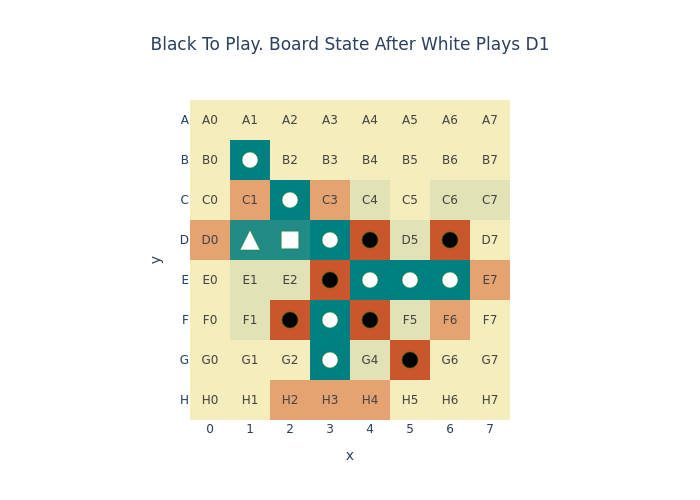 Black To Play. Board State After White Plays D1
A A0 A1 A2 A3 A4 A5 A6 A7
B B0 B2 B3 B4 B5 B6 B7
C C0 C1 C3 C4 C5 C6 C7
D D0 D5 D7
y
E E0 E1 E2 E7
F F0 F1 F5 F6 F7
G G0 G1 G2 G4 G6 G7
H H0 H1 H2 H3 H4 H5 H6 H7
0 1 2 3 4 5 6 7
x